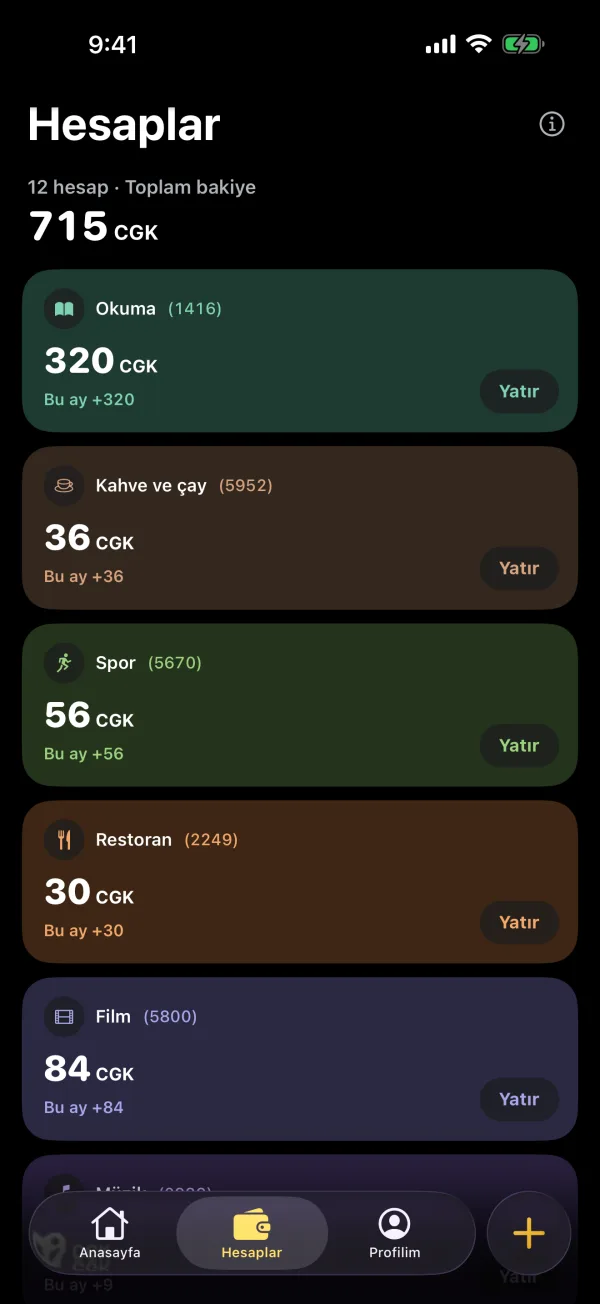 9:41
Hesaplar
12 hesap · Toplam bakiye
715 CGK
Okuma (1416)
320 CGK
Bu ay +320
Yatır
Kahve ve çay (5952)
36 CGK
Bu ay +36
Yatır
Spor (5670)
56 CGK
Bu ay +56
Yatır
Restoran (2249)
30 CGK
Bu ay +30
Yatır
Film (5800)
84 CGK
Bu ay +84
Yatır
Bu ay +9
Yatır
Anasayfa
Hesaplar
Profilim